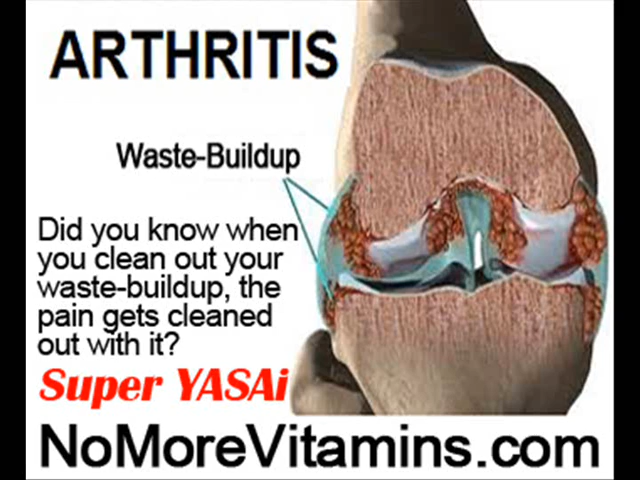 ARTHRITIS
Waste-Buildup
Did you know when
you clean out your
waste-buildup, the
pain gets cleaned
out with it?
Super YASAi
NoMoreVitamins.com